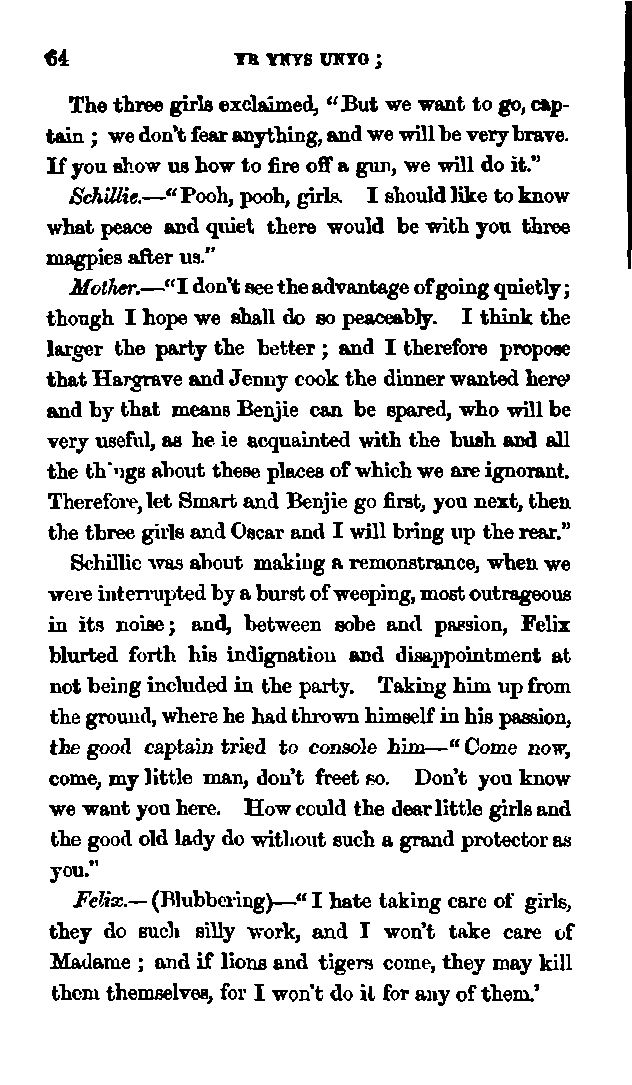 64 YR YNYS UNYO ;
The three girls exclaimed, "But we want to go, cap-
tain ; we don't fear anything, and we will be very brave.
If you show us how to fire off a gun, we will do it."
Schillie.—"Pooh, pooh, girls. I should like to know
what peace and quiet there would be with you three
magpies after us."
Mother.—"I don't see the advantage of going quietly;
though I hope we shall do so peaceably. I think the
larger the party the better ; and I therefore propose
that Hargrave and Jenny cook the dinner wanted here,
and by that means Benjie can be spared, who will be
very useful, as he ie acquainted with the bush and all
the things about these places of which we are ignorant.
Therefore, let Smart and Benjie go first, you next, then
the three girls and Oscar and I will bring up the rear."
Schillie was about making a remonstrance, when we
were interrupted by a burst of weeping, most outrageous
in its noise; and, between sobs and passion, Felix
blurted forth his indignation and disappointment at
not being included in the party. Taking him up from
the ground, where he had thrown himself in his passion,
the good captain tried to console him—"Come now,
come, my little man, don't freet so. Don't you know
we want you here. How could the dear little girls and
the good old lady do without such a grand protector as
you."
Felix.—(Blubbering)—"I hate taking care of girls,
they do such silly work, and I won't take care of
Madame ; and if lions and tigers come, they may kill
them themselves, for I won't do it for any of them.'